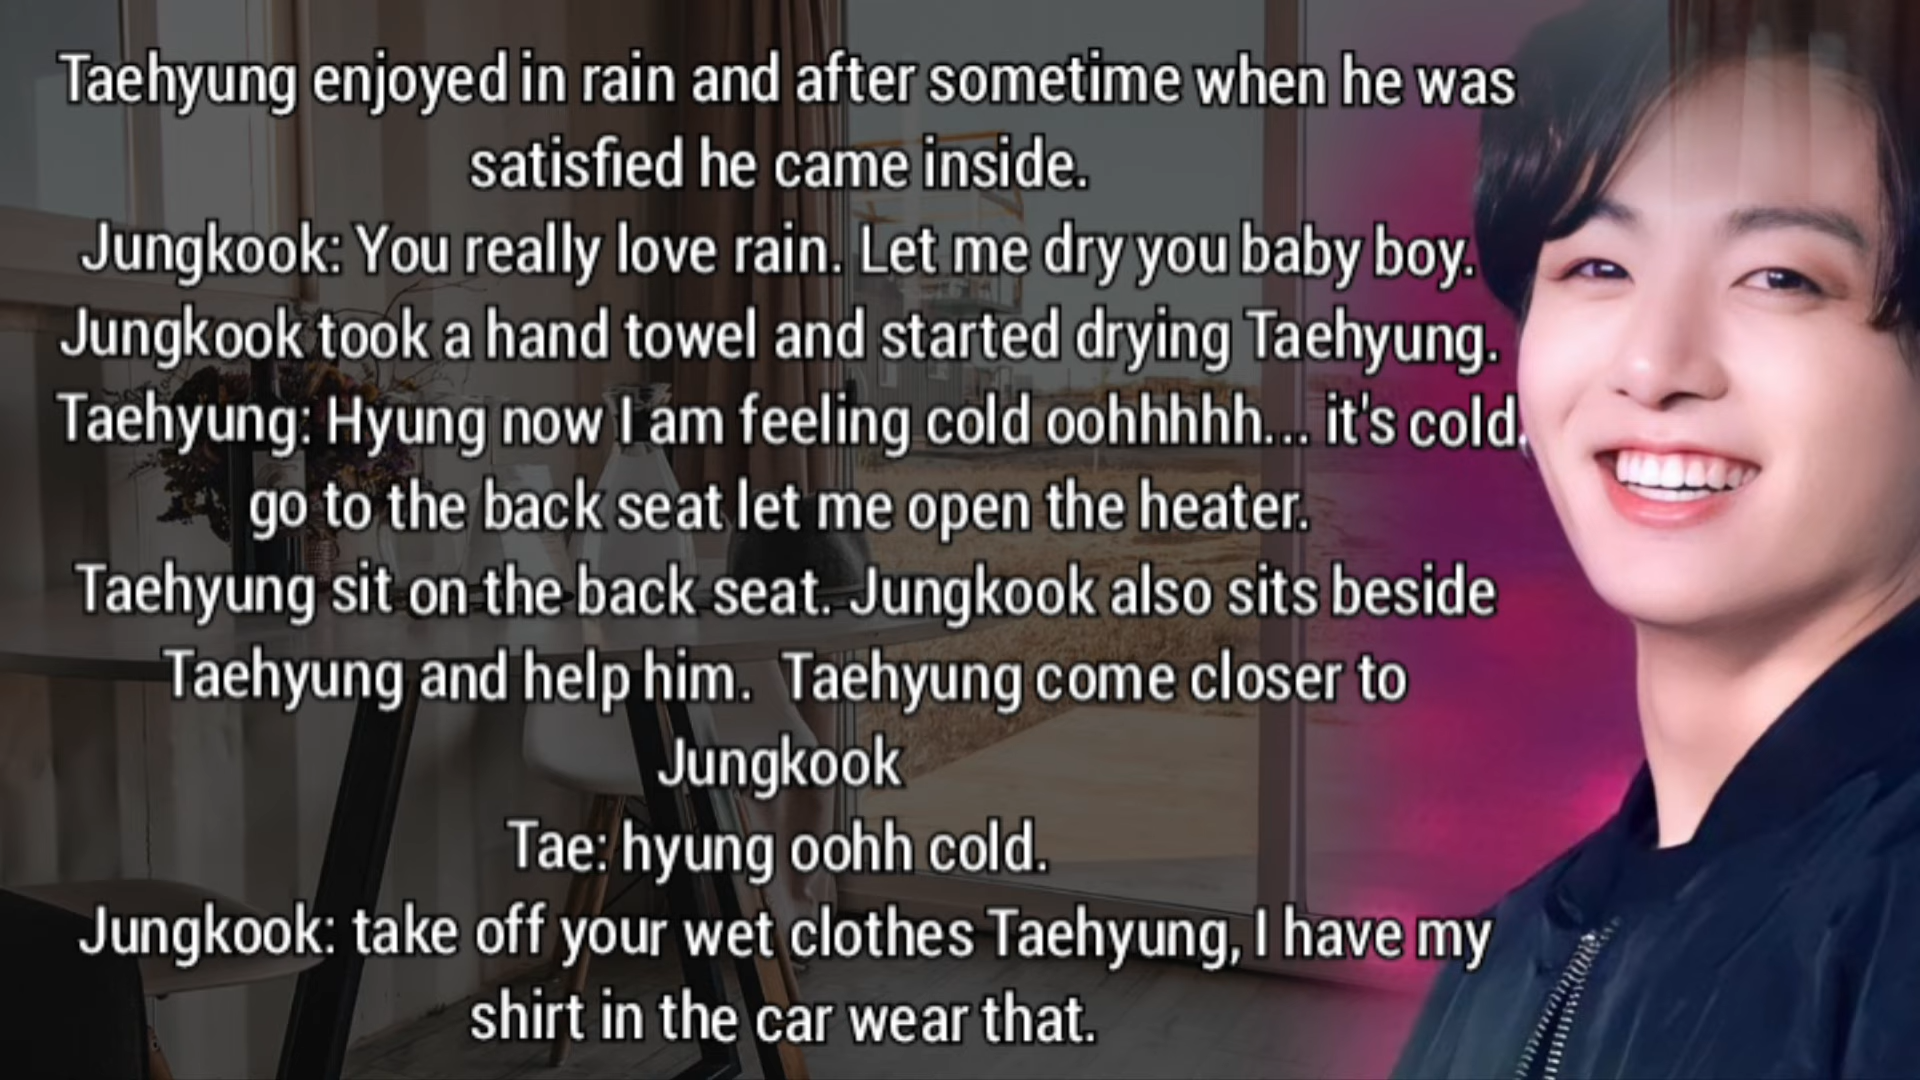 Taehyung enjoyed in rain and after sometime when he was
satisfied he came inside.
Jungkook: You really love rain. Let me dry you baby boy.
Jungkook took a hand towel and started drying Taehyung.
Taehyung: Hyung now I am feeling cold oohhhhhh... it's cold.
go to the back seat let me open the heater.
Taehyung sit on the back seat. Jungkook also sits beside
Taehyung and help him.  Taehyung come closer to
Jungkook
Tae: hyung oohh cold.
Jungkook: take off your wet clothes Taehyung, I have my
shirt in the car wear that.